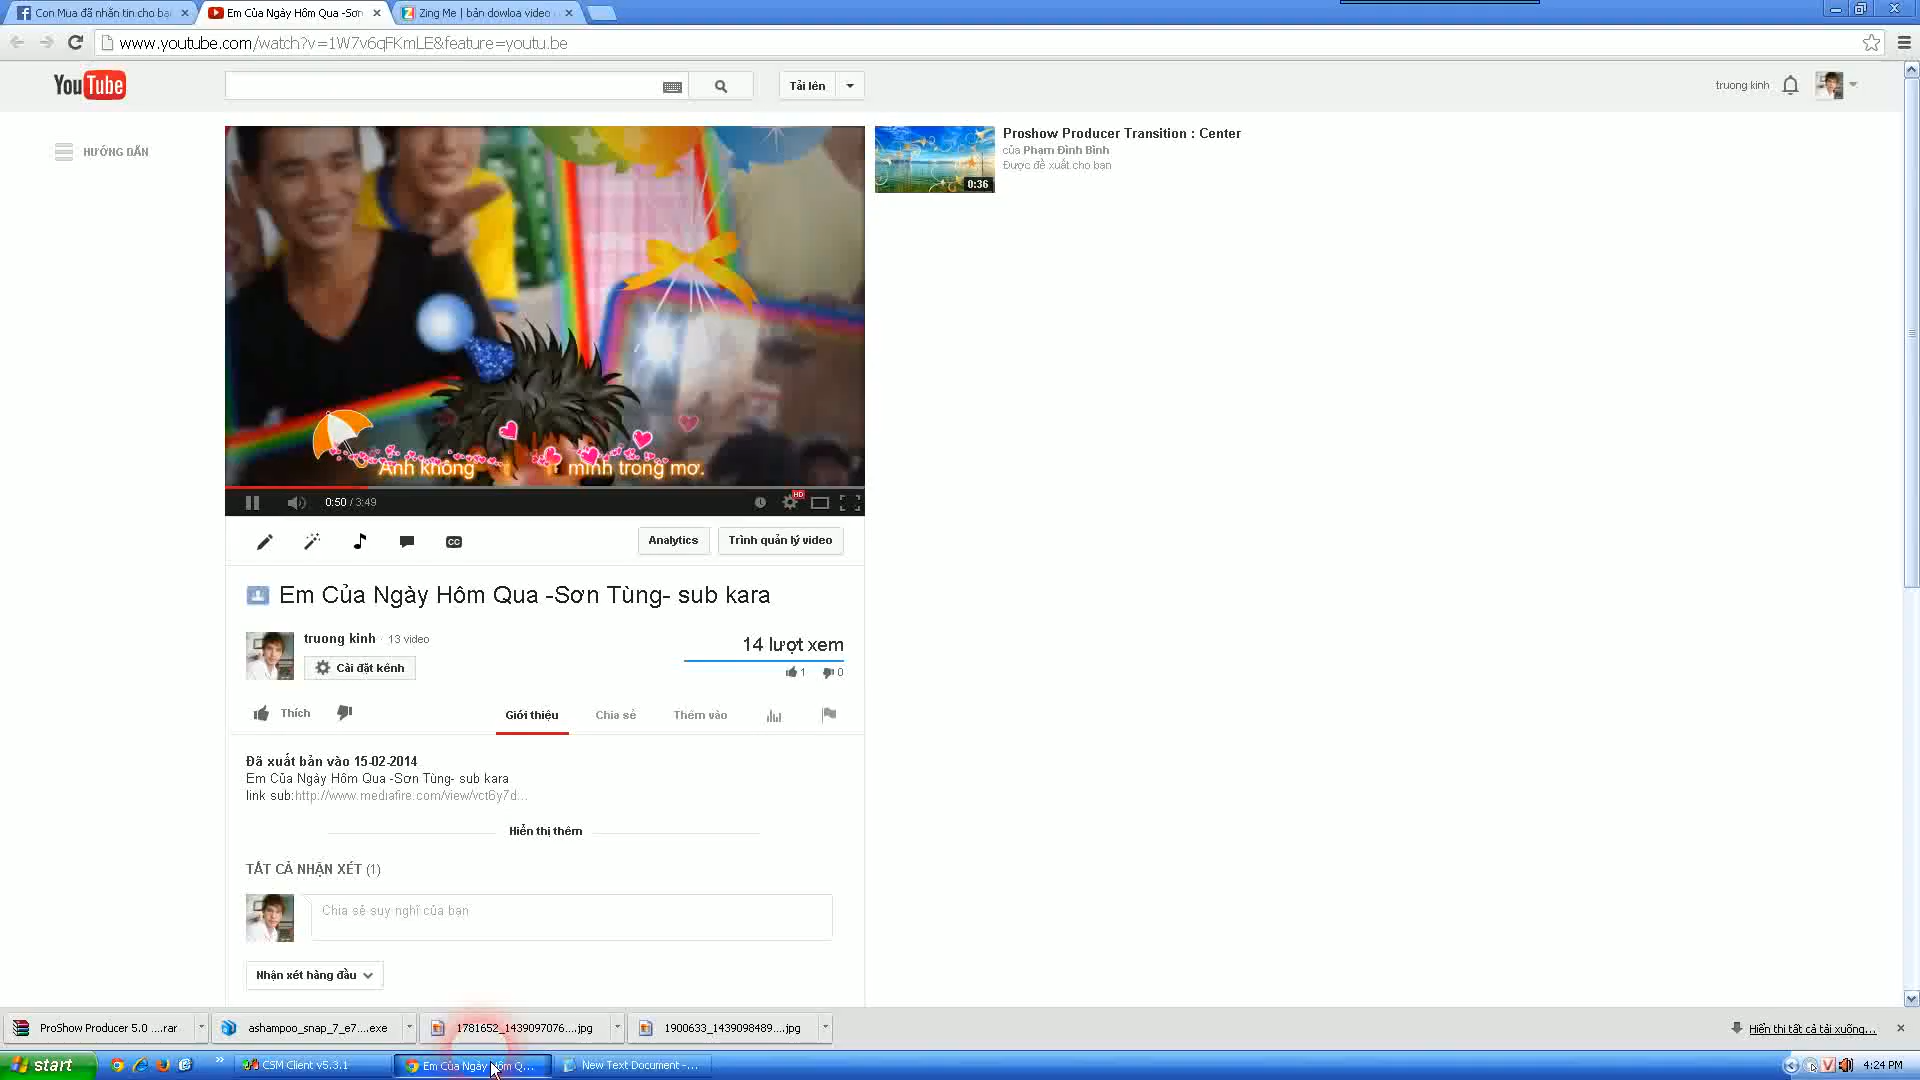 Con Mua đã nhắn tin cho bạ
Em Của Ngày Hôm Qua -Sơn
Zing Me | bản dowloa video
www.youtube.com/watch?v=1W7v6qFKmLE&feature=youtu.be
YouTube
Tải lên
truong kinh
HƯỚNG DẪN
Proshow Producer Transition : Center
của Phạm Đình Bình
Được đề xuất cho bạn
0:36
Anh không
mình trong mơ.
0:50 / 3:49
HD
CC
Analytics
Trình quản lý video
Em Của Ngày Hôm Qua -Sơn Tùng- sub kara
truong kinh · 13 video
14 lượt xem
Cài đặt kênh
1
0
Thích
Giới thiệu
Chia sẻ
Thêm vào
Đã xuất bản vào 15-02-2014
Em Của Ngày Hôm Qua -Sơn Tùng- sub kara
link sub:http://www.mediafire.com/view/vct6y7d...
Hiển thị thêm
TẤT CẢ NHẬN XÉT (1)
Chia sẻ suy nghĩ của bạn
Nhận xét hàng đầu
ProShow Producer 5.0 ....rar
ashampoo_snap_7_e7....exe
1781652_1439097076....jpg
1900633_1439098489....jpg
Hiển thị tất cả tải xuống...
start
CSM Client v5.3.1
Em Của Ngày Hôm Q...
New Text Document -...
4:24 PM